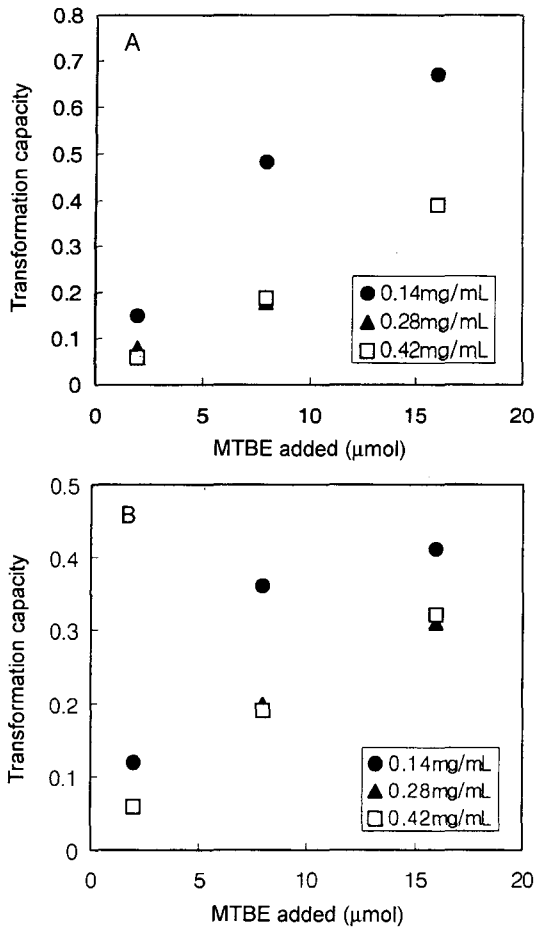 0.8
A
0.7
0.6
0.5
0.4
0.3
0.2
0.1
0
Transformation capacity
0.14mg/mL
0.28mg/mL
0.42mg/mL
0 5 10 15 20
MTBE added (μmol)
0.5
B
0.4
0.3
0.2
0.1
0
Transformation capacity
0.14mg/mL
0.28mg/mL
0.42mg/mL
0 5 10 15 20
MTBE added (μmol)